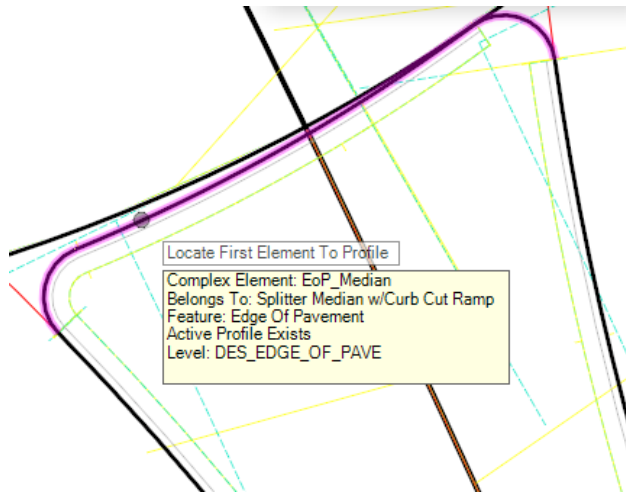 Locate First Element To Profile
Complex Element: EoP_Median
Belongs To: Splitter Median w/Curb Cut Ramp
Feature: Edge Of Pavement
Active Profile Exists
Level: DES_EDGE_OF_PAVE